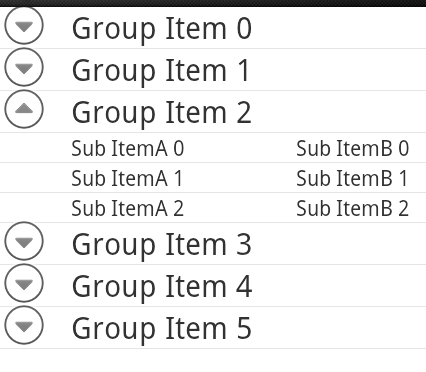 Group Item 0
Group Item 1
Group Item 2
Sub ItemA 0 Sub ItemB 0
Sub ItemA 1 Sub ItemB 1
Sub ItemA 2 Sub ItemB 2
Group Item 3
Group Item 4
Group Item 5